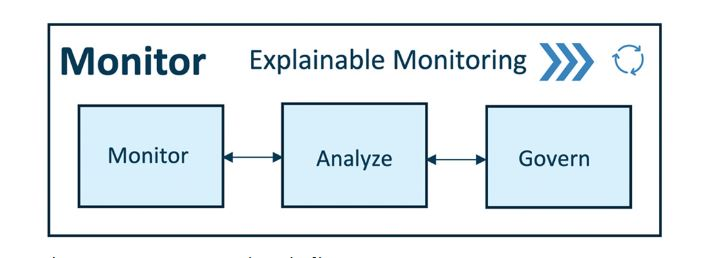 Monitor Explainable Monitoring
Monitor Analyze Govern